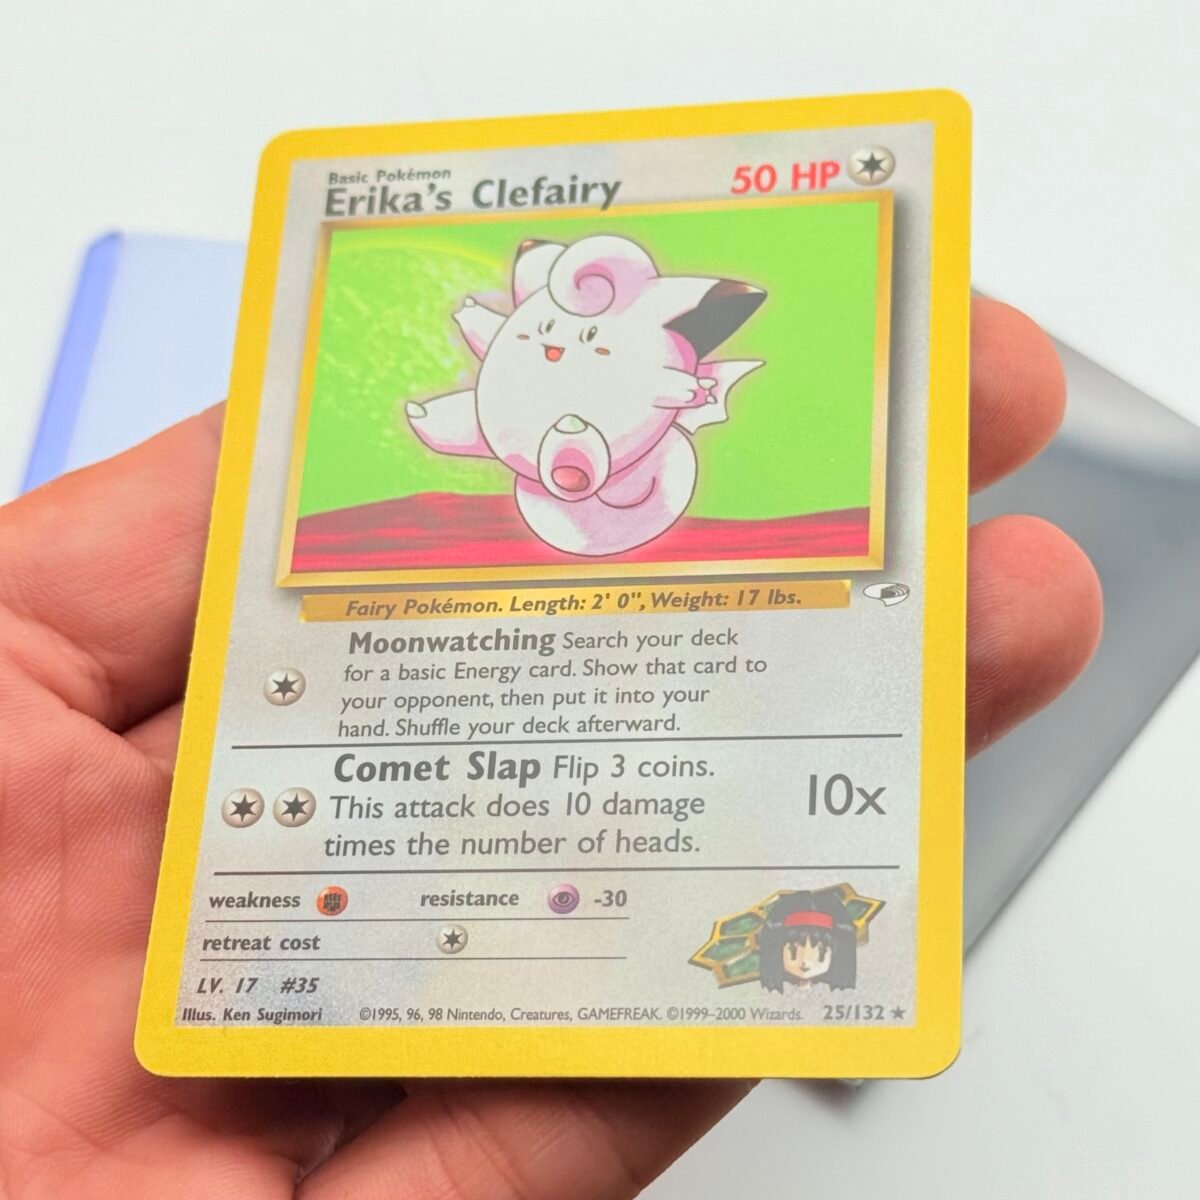 Basic Pokémon
Erika's Clefairy
50 HP
Fairy Pokémon. Length: 2' 0", Weight: 17 lbs.
Moonwatching Search your deck
for a basic Energy card. Show that card to
your opponent, then put it into your
hand. Shuffle your deck afterward.
Comet Slap Flip 3 coins.
This attack does 10 damage
times the number of heads.
10x
weakness
resistance -30
retreat cost
LV. 17 #35
Illus. Ken Sugimori ©1995, 96, 98 Nintendo, Creatures, GAMEFREAK. ©1999-2000 Wizards. 25/132 ★